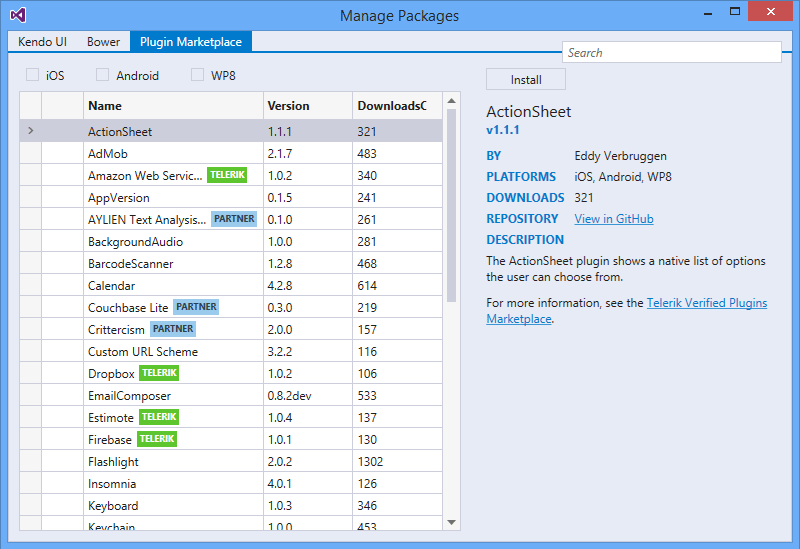 Manage Packages
Kendo UI Bower Plugin Marketplace
Search
iOS Android WP8
Install
Name Version DownloadsC
ActionSheet 1.1.1 321
AdMob 2.1.7 483
Amazon Web Servic... TELERIK 1.0.2 340
AppVersion 0.1.5 241
AYLIEN Text Analysis... PARTNER 0.1.0 261
BackgroundAudio 1.0.0 281
BarcodeScanner 1.2.8 468
Calendar 4.2.8 614
Couchbase Lite PARTNER 0.3.0 219
Crittercism PARTNER 2.0.0 157
Custom URL Scheme 3.2.2 116
Dropbox TELERIK 1.0.2 106
EmailComposer 0.8.2dev 533
Estimote TELERIK 1.0.4 137
Firebase TELERIK 1.0.1 130
Flashlight 2.0.2 1302
Insomnia 4.0.1 126
Keyboard 1.0.3 346
Keychain 1.0.0 453
ActionSheet
v1.1.1
BY Eddy Verbruggen
PLATFORMS iOS, Android, WP8
DOWNLOADS 321
REPOSITORY View in GitHub
DESCRIPTION
The ActionSheet plugin shows a native list of options
the user can choose from.
For more information, see the Telerik Verified Plugins
Marketplace.